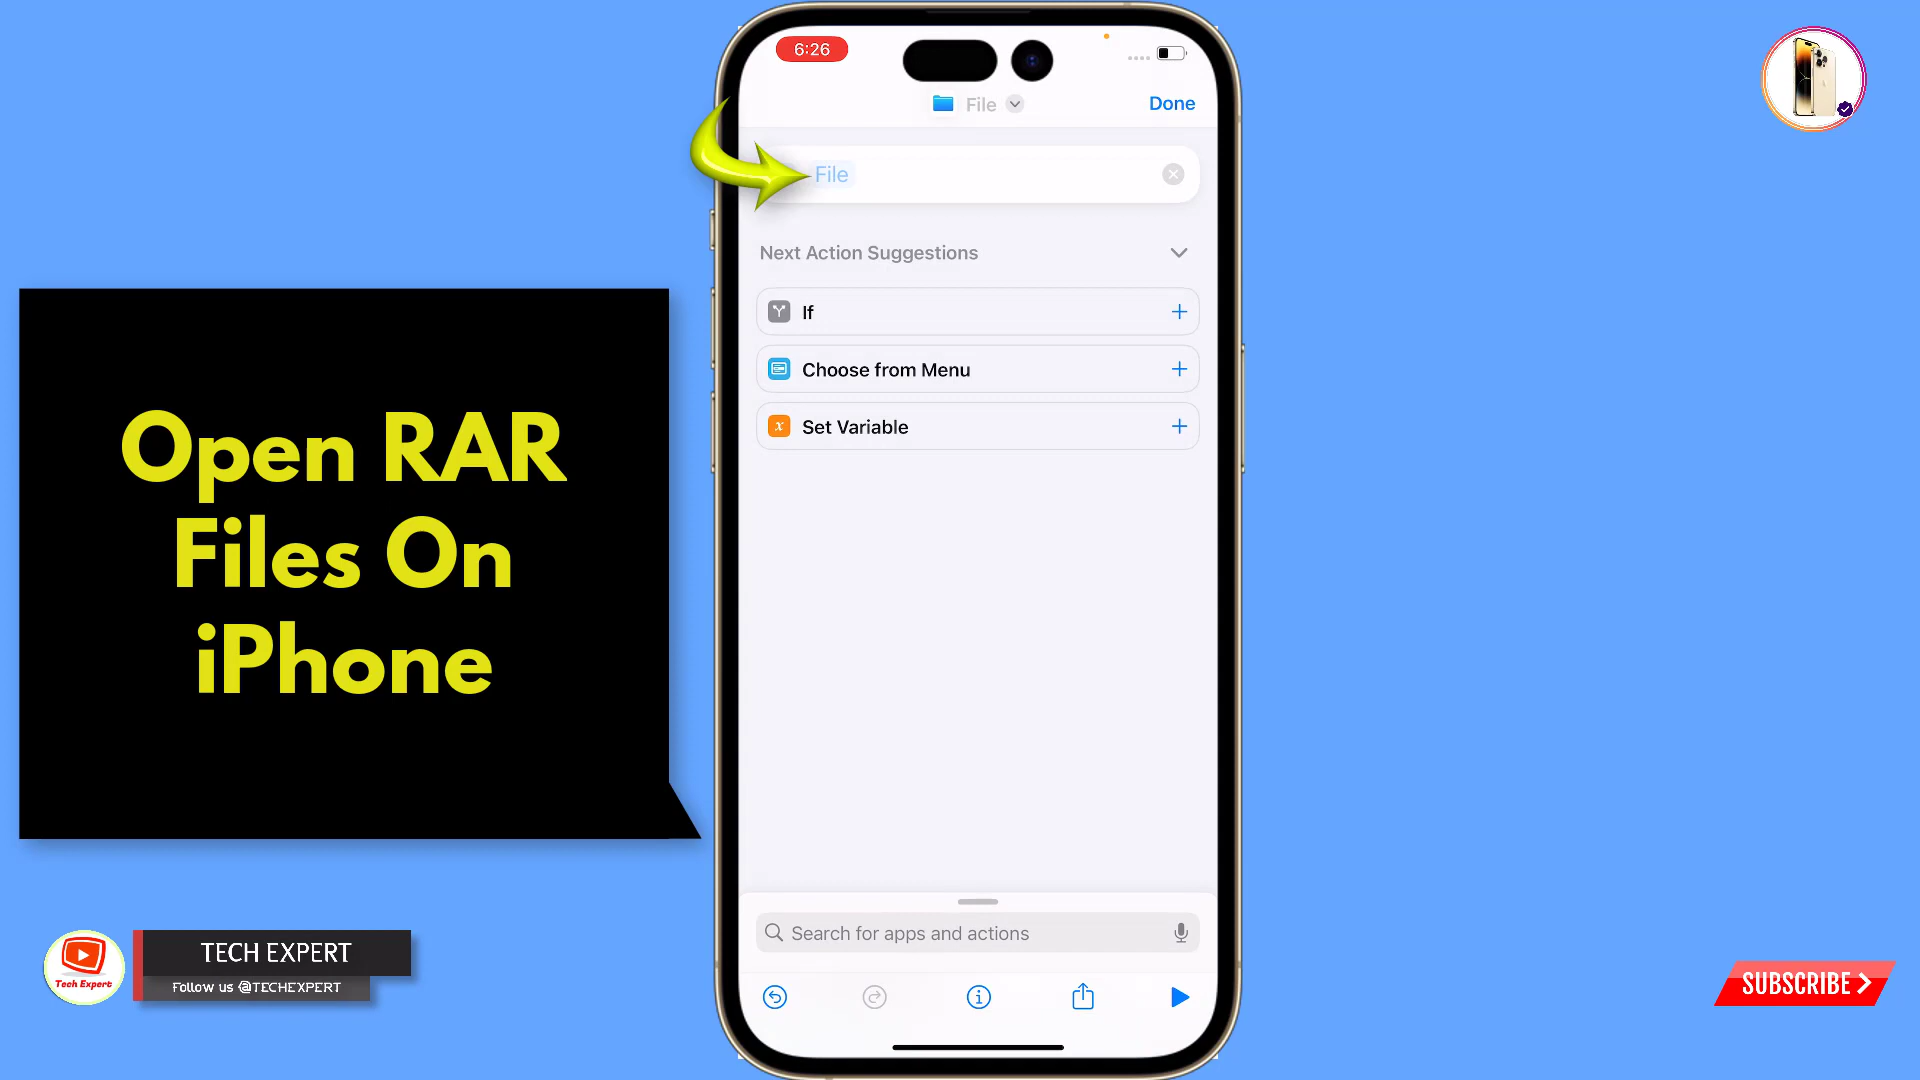 6:26
File
Done
File
Next Action Suggestions
If
Choose from Menu
x Set Variable
Open RAR
Files On
iPhone
Search for apps and actions
Tech Expert
TECH EXPERT
Follow us @TECHEXPERT
SUBSCRIBE